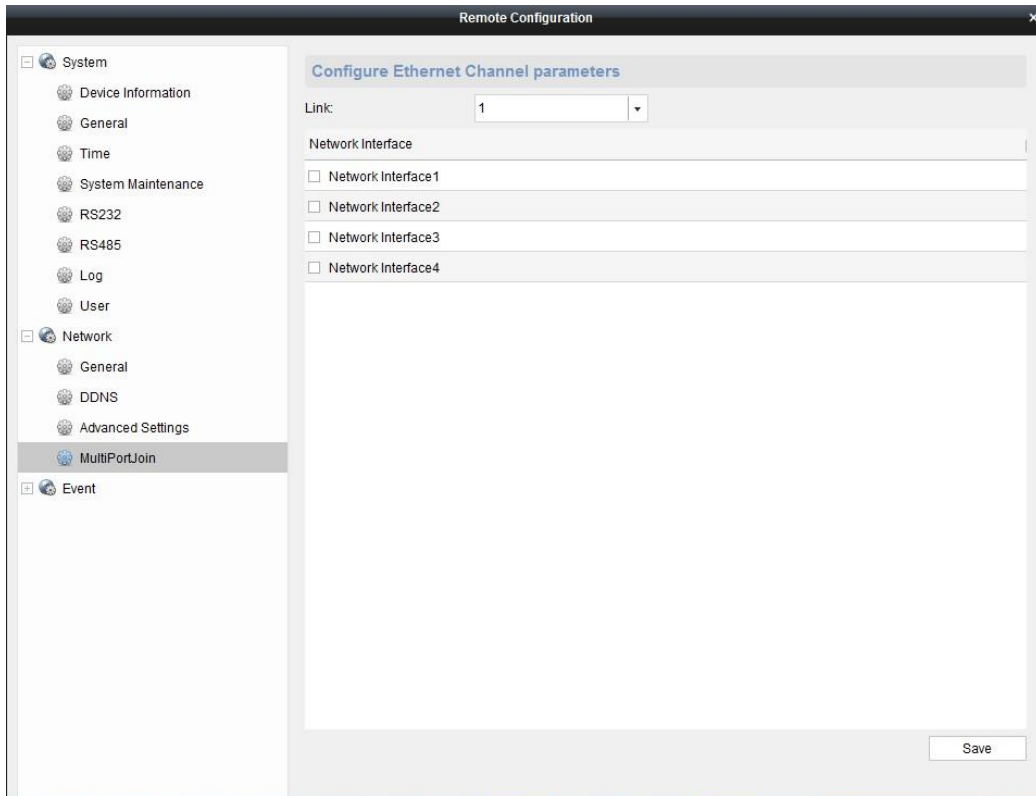 Remote Configuration
System
Device Information
General
Time
System Maintenance
RS232
RS485
Log
User
Network
General
DDNS
Advanced Settings
MultiPortJoin
Event
Configure Ethernet Channel parameters
Link: 1
Network Interface
Network Interface1
Network Interface2
Network Interface3
Network Interface4
Save